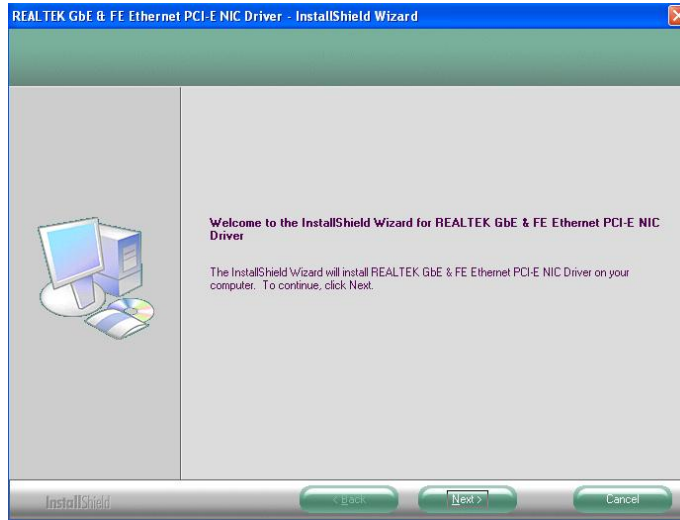 REALTEK GbE & FE Ethernet PCI-E NIC Driver - InstallShield Wizard
Welcome to the InstallShield Wizard for REALTEK GbE & FE Ethernet PCI-E NIC
Driver
The InstallShield Wizard will install REALTEK GbE & FE Ethernet PCI-E NIC Driver on your
computer. To continue, click Next.
InstallShield
< Back
Next >
Cancel